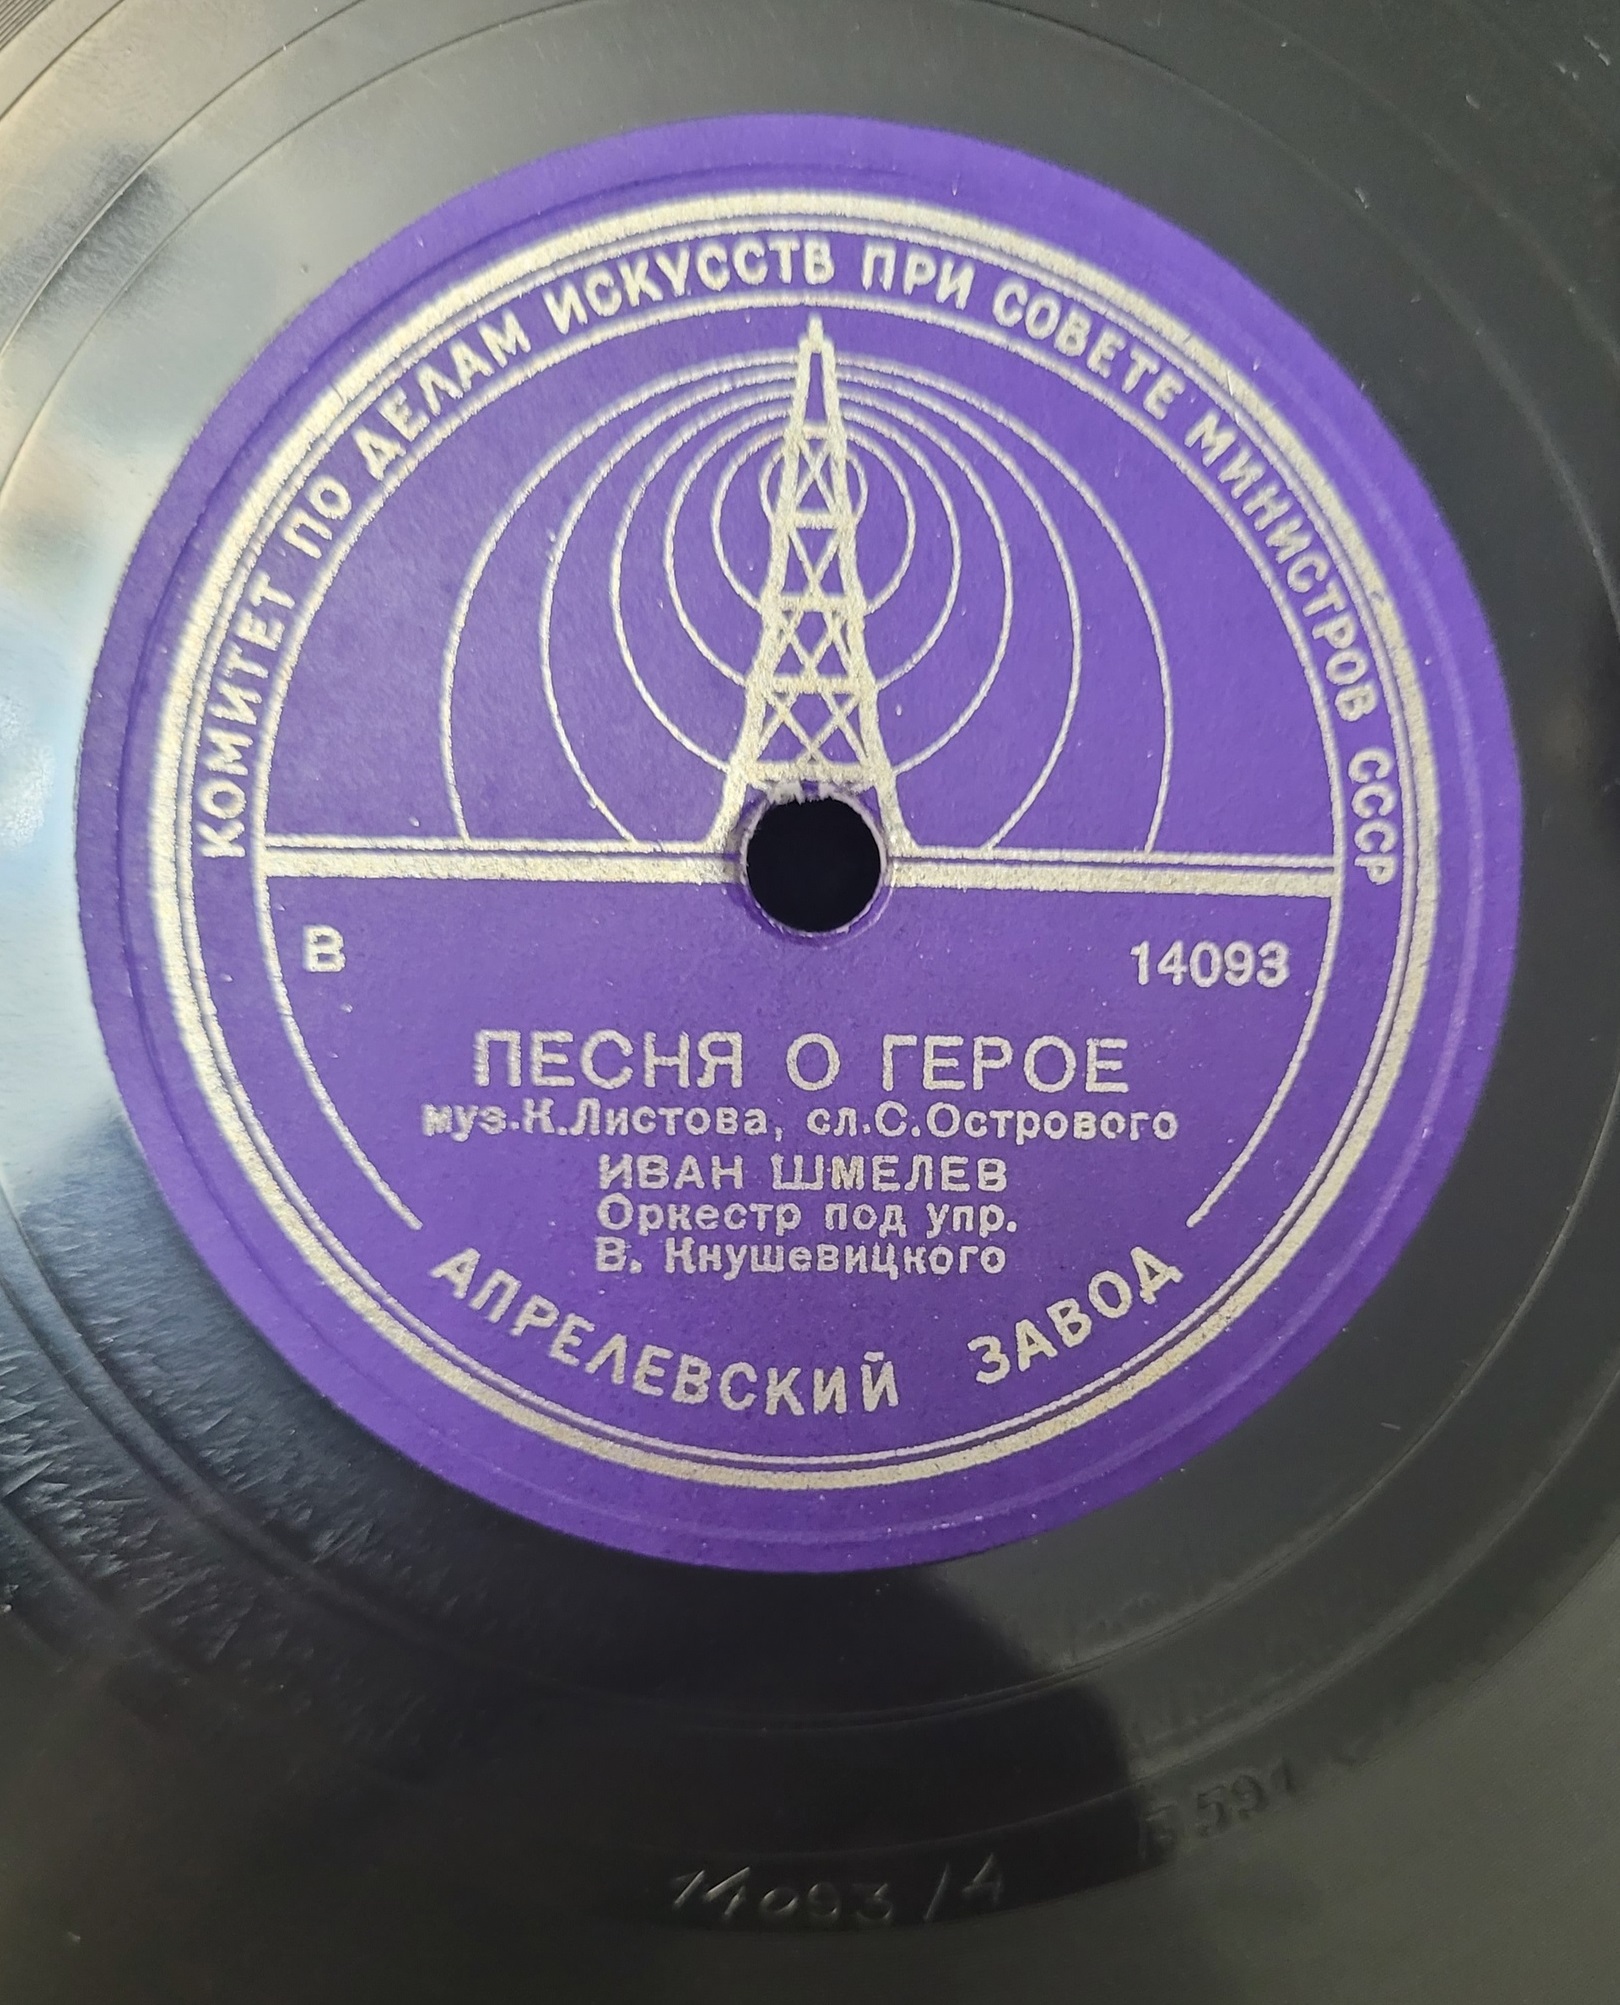 КОМИТЕТ ПО ДЕЛАМ ИСКУССТВ ПРИ СОВЕТЕ МИНИСТРОВ СССР
В 14093
ПЕСНЯ О ГЕРОЕ
муз.К.Листова, сл.С.Острового
ИВАН ШМЕЛЕВ
Оркестр под упр.
В. Кнушевицкого
АПРЕЛЕВСКИЙ ЗАВОД
14093/4